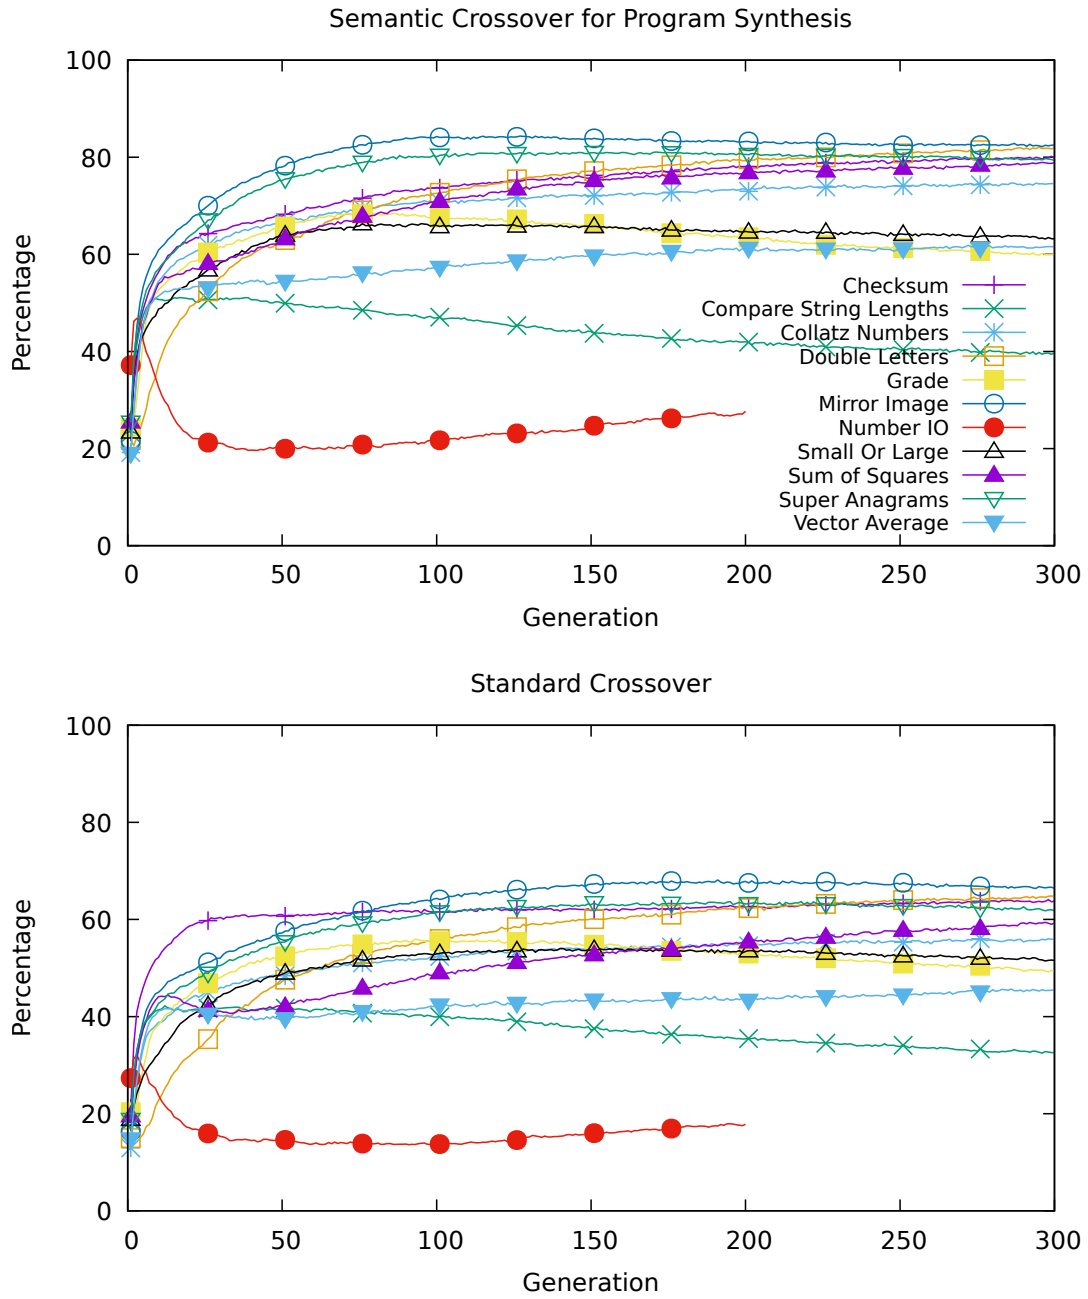 Semantic Crossover for Program Synthesis
100
80
60
40
20
0
Percentage
Checksum
Compare String Lengths
Collatz Numbers
Double Letters
Grade
Mirror Image
Number IO
Small Or Large
Sum of Squares
Super Anagrams
Vector Average
0 50 100 150 200 250 300
Generation
Standard Crossover
100
80
60
40
20
0
Percentage
0 50 100 150 200 250 300
Generation